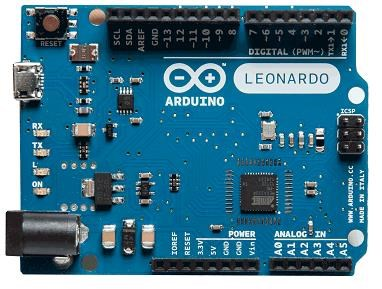 RESET
SCL
SDA
AREF
GND
~13
12
~11
~10
~9
8
7
~6
~5
4
~3
2
TX→1
RX←0
DIGITAL (PWM~)
LEONARDO
ARDUINO
ICSP
RX
TX
L
ON
WWW.ARDUINO.CC
MADE IN ITALY
POWER
ANALOG IN
IOREF
RESET
3.3V
5V
GND
GND
Vin
A0
A1
A2
A3
A4
A5